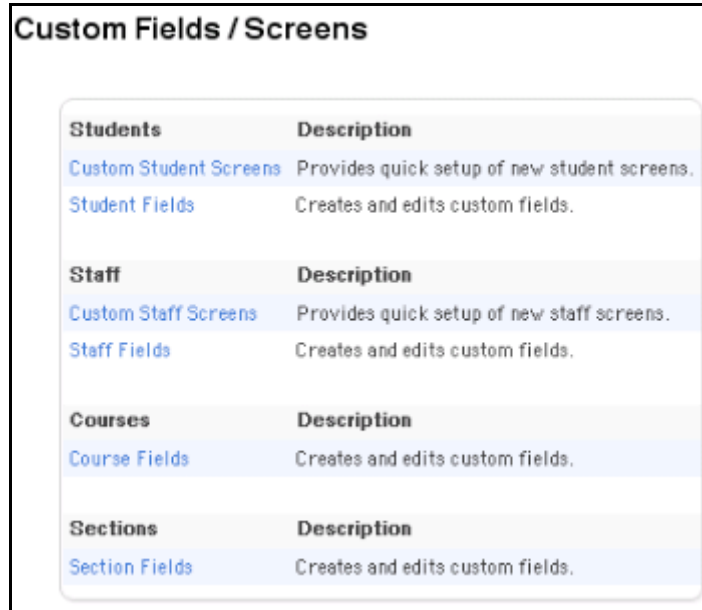 Custom Fields / Screens
Students Description
Custom Student Screens Provides quick setup of new student screens.
Student Fields Creates and edits custom fields.
Staff Description
Custom Staff Screens Provides quick setup of new staff screens.
Staff Fields Creates and edits custom fields.
Courses Description
Course Fields Creates and edits custom fields.
Sections Description
Section Fields Creates and edits custom fields.